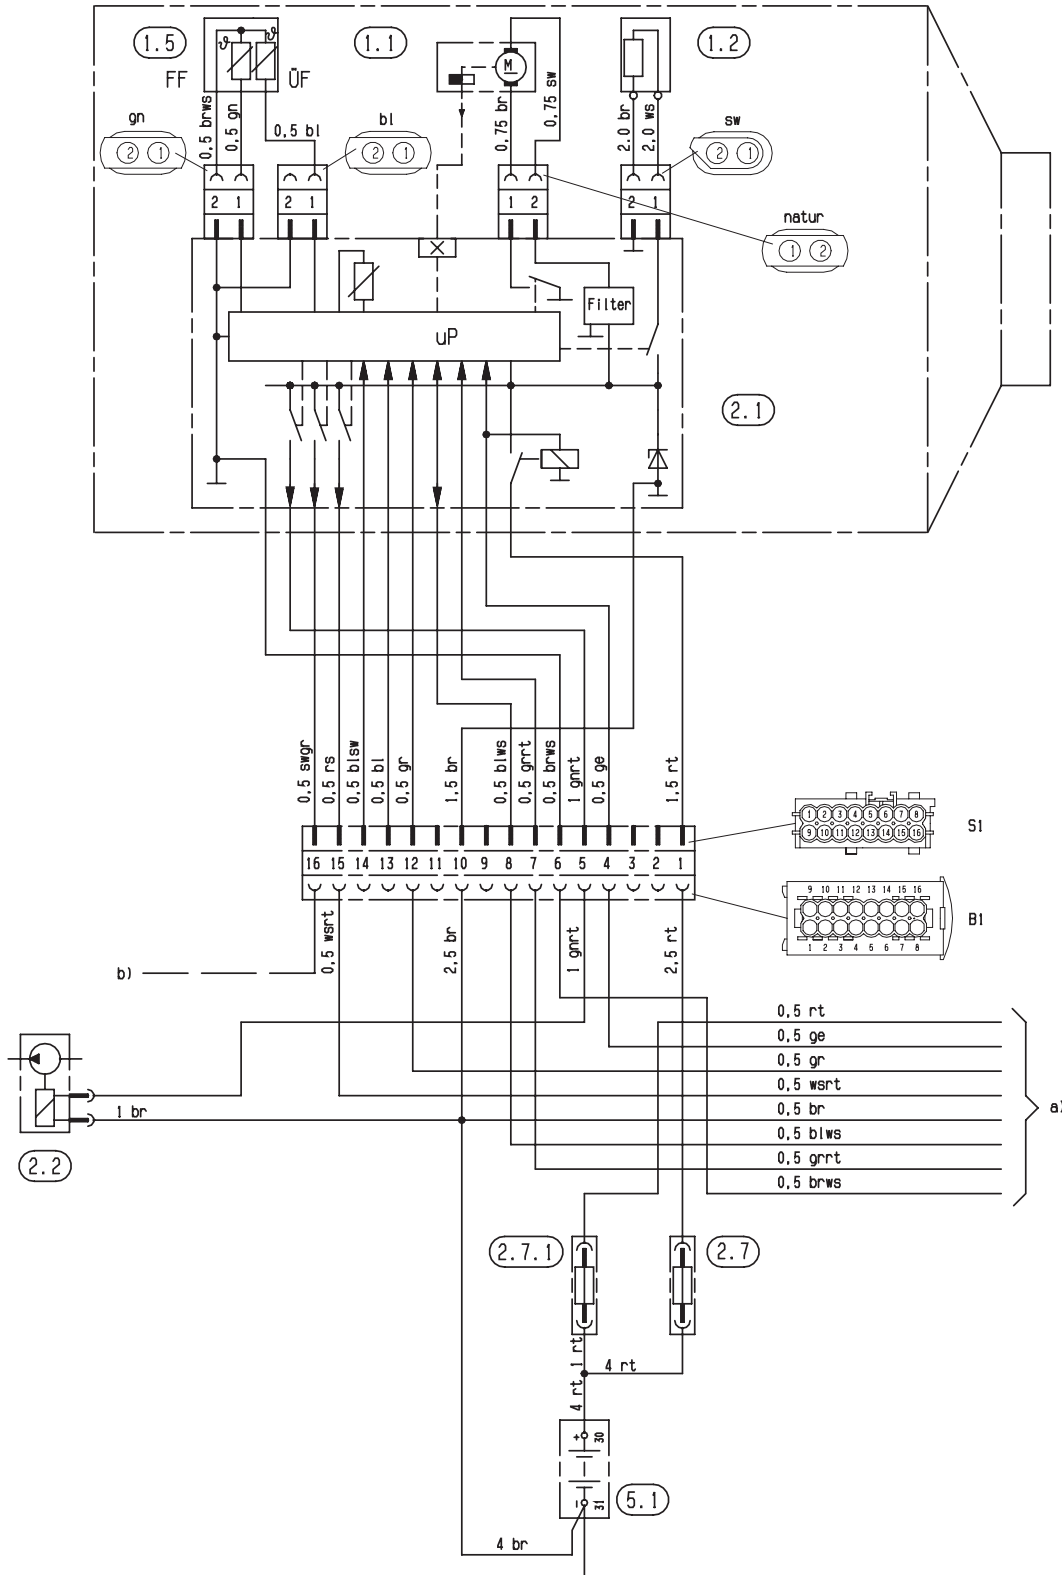 1.5
1.1
1.2
FF
ÜF
ϑ
ϑ
M
gn
2 1
0,5 brws
0,5 gn
0,5 bl
bl
2 1
0,75 br
0,75 sw
2.0 br
2.0 ws
sw
2 1
2 1
2 1
1 2
2 1
natur
1 2
Filter
uP
2.1
0,5 swgr
0,5 rs
0,5 blsw
0,5 bl
0,5 gr
1,5 br
0,5 blws
0,5 grrt
0,5 brws
1 gnrt
0,5 ge
1,5 rt
16 15 14 13 12 11 10 9 8 7 6 5 4 3 2 1
1 2 3 4 5 6 7 8
9 10 11 12 13 14 15 16
S1
9 10 11 12 13 14 15 16
1 2 3 4 5 6 7 8
B1
b)
0,5 wsrt
2,5 br
1 gnrt
2,5 rt
0,5 rt
0,5 ge
0,5 gr
0,5 wsrt
0,5 br
0,5 blws
0,5 grrt
0,5 brws
a)
1 br
2.2
2.7.1
2.7
1 rt
4 rt
4 rt
+ 30
- 31
5.1
4 br